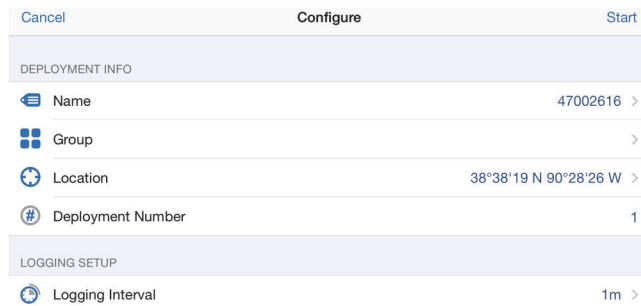 Cancel Configure Start
DEPLOYMENT INFO
Name 47002616
Group
Location 38°38'19 N 90°28'26 W
# Deployment Number 1
LOGGING SETUP
Logging Interval 1m